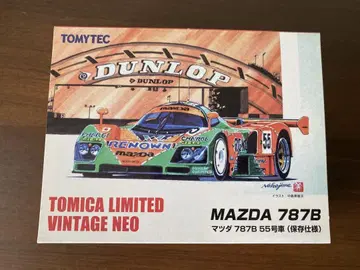 TOMYTEC
DUNLOP
DUNLOP
CHARGE
RENOWN
mazda
55
TOMICA LIMITED
VINTAGE NEO
MAZDA 787B
マツダ 787B 55号車 (保存仕様)